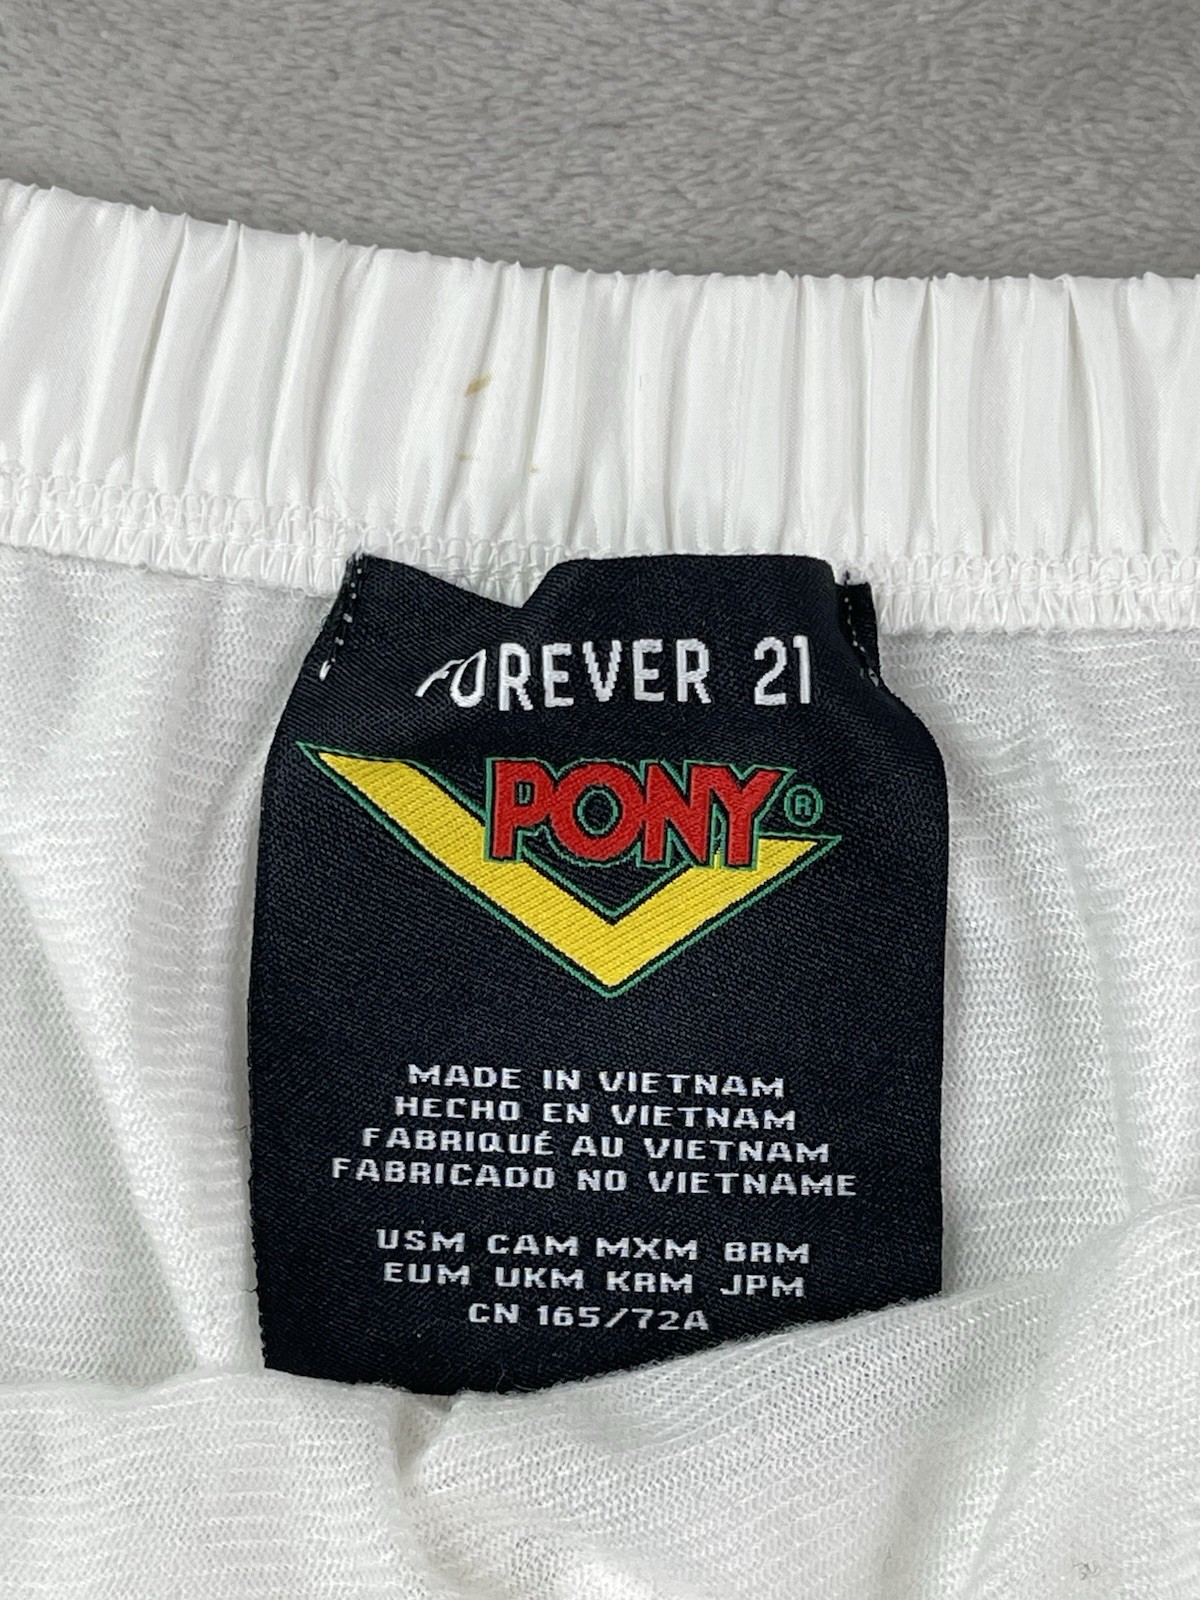 FOREVER 21
PONY ®
MADE IN VIETNAM
HECHO EN VIETNAM
FABRIQUÉ AU VIETNAM
FABRICADO NO VIETNAME
USM CAM MXM BRM
EUM UKM KRM JPM
CN 165/72A